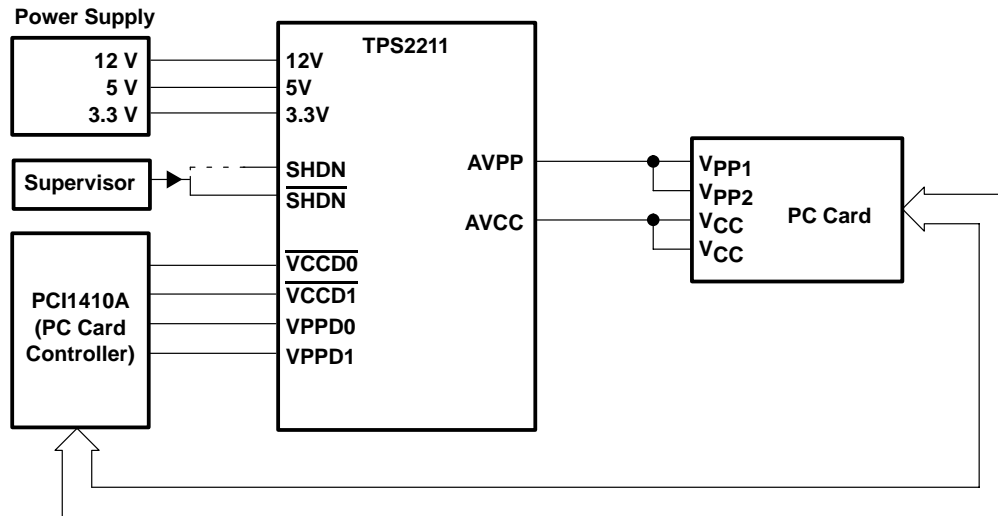 Power Supply
12 V
5 V
3.3 V
Supervisor
PCI1410A
(PC Card
Controller)
TPS2211
12V
5V
3.3V
SHDN
SHDN
VCCD0
VCCD1
VPPD0
VPPD1
AVPP
AVCC
VPP1
VPP2
VCC
VCC
PC Card